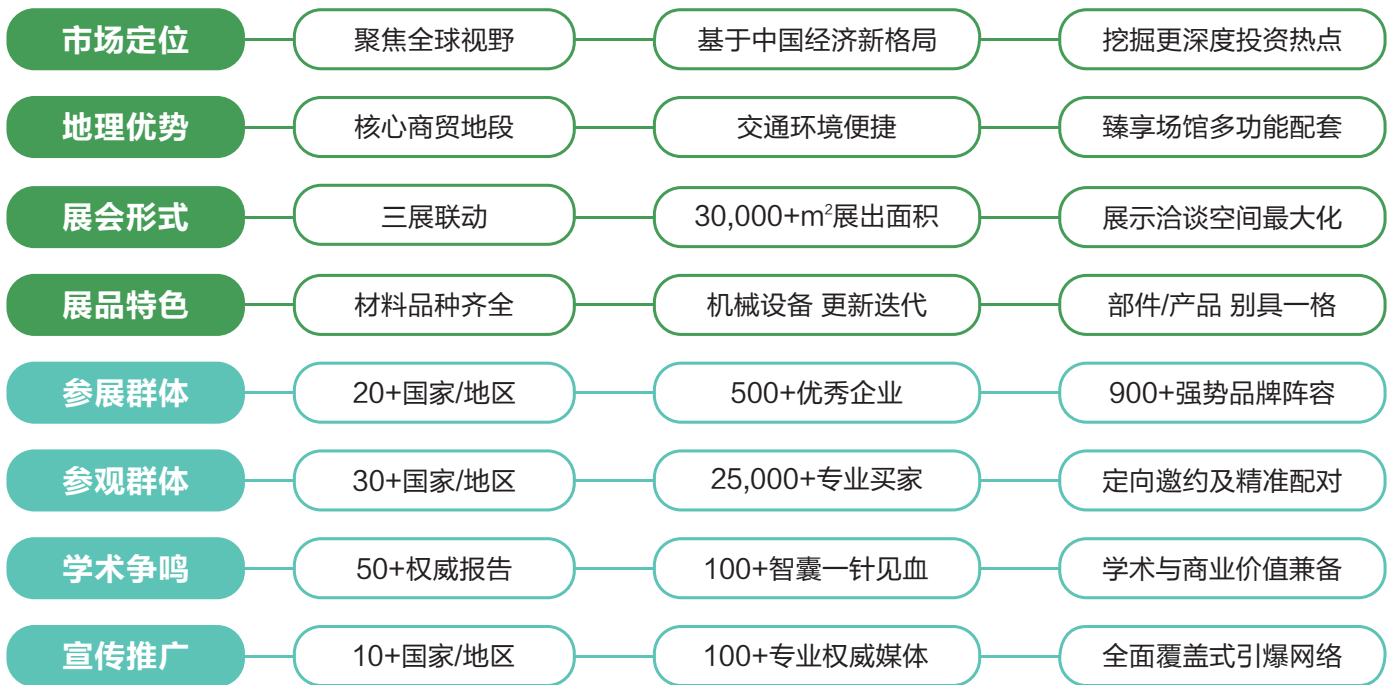 市场定位 聚焦全球视野 基于中国经济新格局 挖掘更深度投资热点
地理优势 核心商贸地段 交通环境便捷 臻享场馆多功能配套
展会形式 三展联动 30,000+m²展出面积 展示洽谈空间最大化
展品特色 材料品种齐全 机械设备 更新迭代 部件/产品 别具一格
参展群体 20+国家/地区 500+优秀企业 900+强势品牌阵容
参观群体 30+国家/地区 25,000+专业买家 定向邀约及精准配对
学术争鸣 50+权威报告 100+智囊一针见血 学术与商业价值兼备
宣传推广 10+国家/地区 100+专业权威媒体 全面覆盖式引爆网络